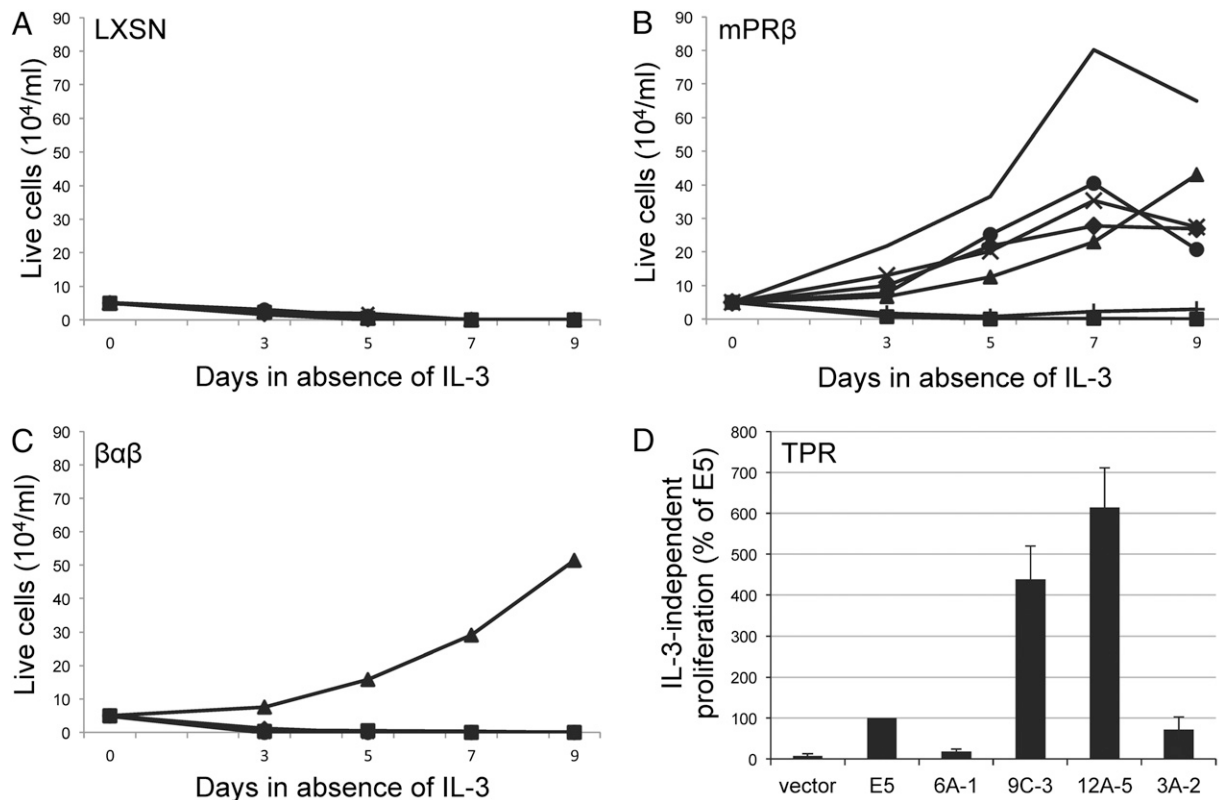 A
LXSN
Live cells (10⁴/ml)
90
80
70
60
50
40
30
20
10
0
0 3 5 7 9
Days in absence of IL-3
B
mPRβ
Live cells (10⁴/ml)
90
80
70
60
50
40
30
20
10
0
0 3 5 7 9
Days in absence of IL-3
C
βαβ
Live cells (10⁴/ml)
90
80
70
60
50
40
30
20
10
0
0 3 5 7 9
Days in absence of IL-3
D
TPR
IL-3-independent
proliferation (% of E5)
800
700
600
500
400
300
200
100
0
vector E5 6A-1 9C-3 12A-5 3A-2